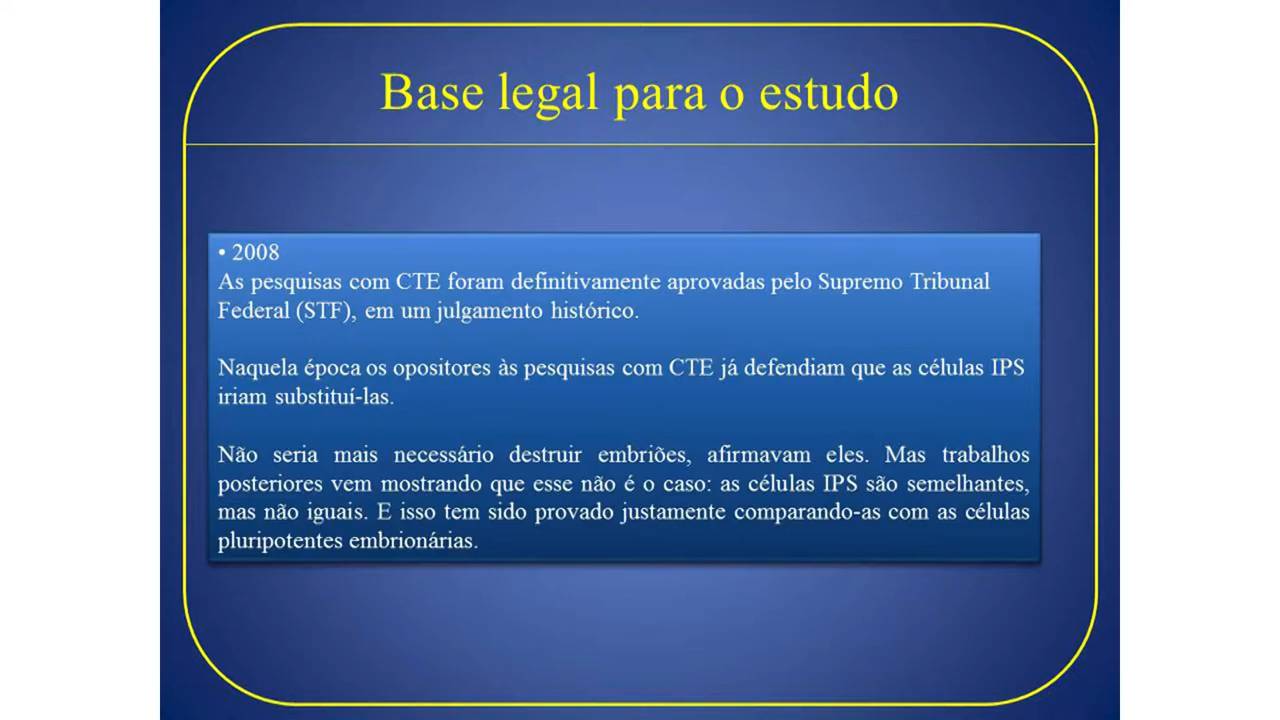 Base legal para o estudo
• 2008
As pesquisas com CTE foram definitivamente aprovadas pelo Supremo Tribunal
Federal (STF), em um julgamento histórico.
Naquela época os opositores às pesquisas com CTE já defendiam que as células IPS
iriam substituí-las.
Não seria mais necessário destruir embriões, afirmavam eles. Mas trabalhos
posteriores vem mostrando que esse não é o caso: as células IPS são semelhantes,
mas não iguais. E isso tem sido provado justamente comparando-as com as células
pluripotentes embrionárias.